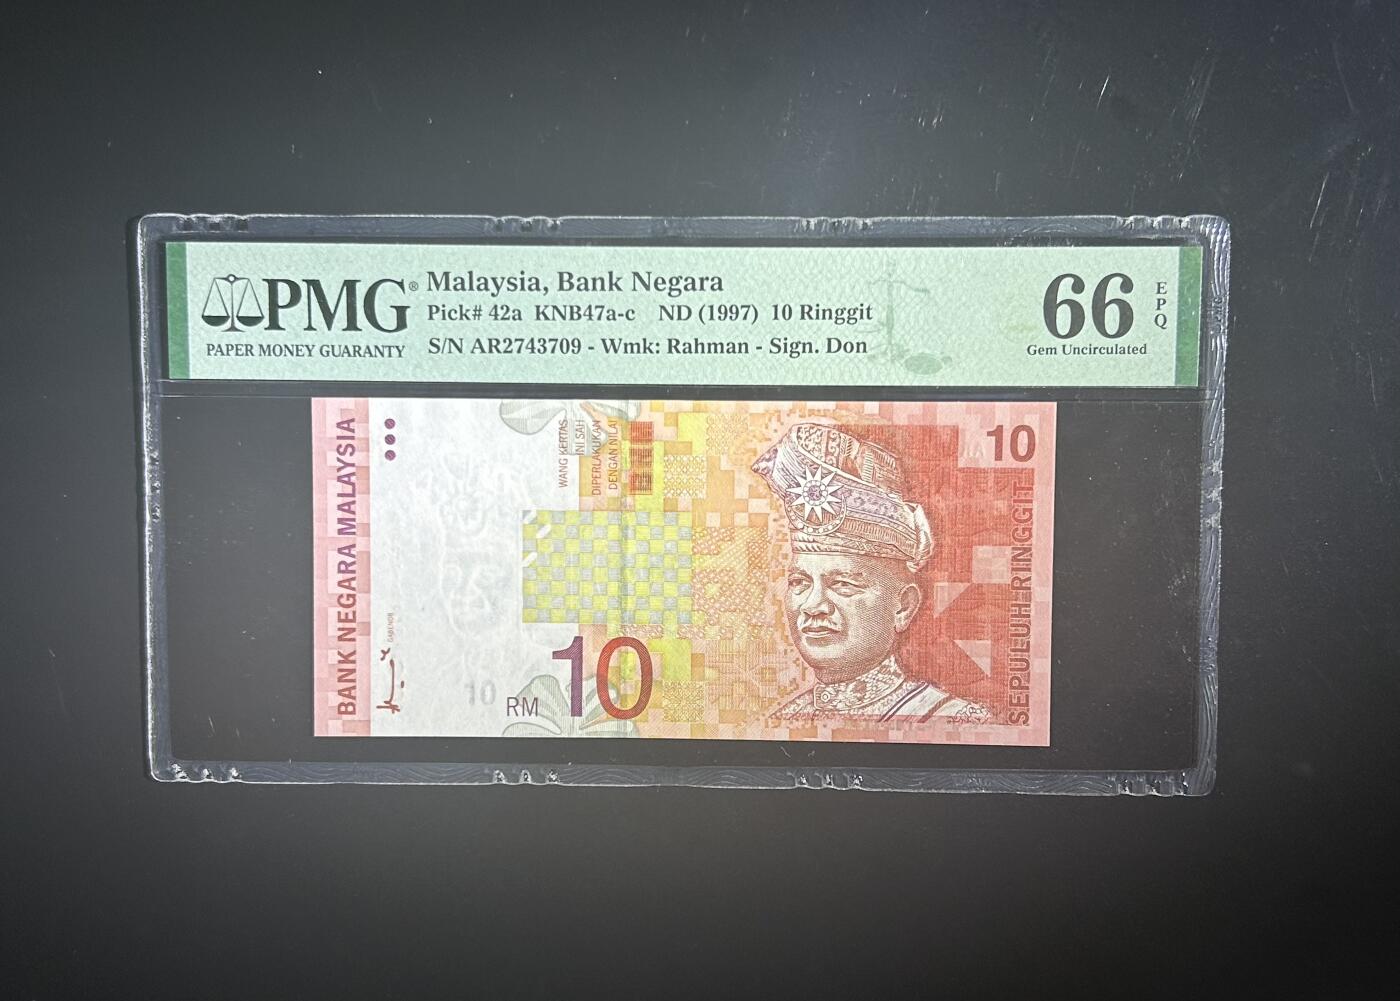 PMG®
PAPER MONEY GUARANTY
Malaysia, Bank Negara
Pick# 42a KNB47a-c ND (1997) 10 Ringgit
S/N AR2743709 - Wmk: Rahman - Sign. Don
66
Gem Uncirculated
EPQ
BANK NEGARA MALAYSIA
GABENOR
WANG KERTAS
INI SAH
DIPERLAKUKAN
DENGAN NILAI
10
RM 10
10
SEPULUH RINGGIT